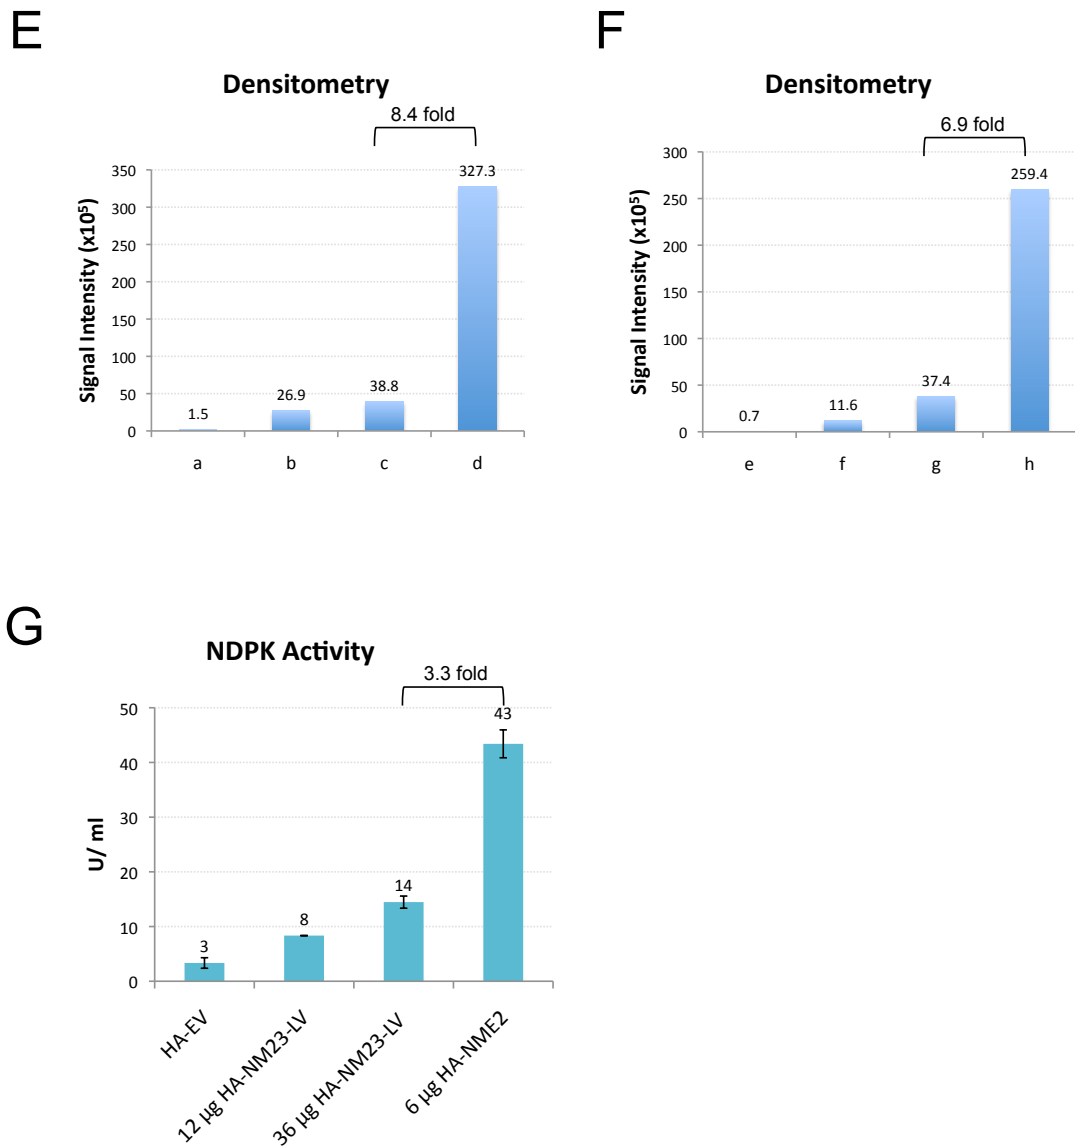 E
Densitometry
8.4 fold
Signal Intensity (x10⁵)
350
300
250
200
150
100
50
0
1.5
26.9
38.8
327.3
a b c d
F
Densitometry
6.9 fold
Signal Intensity (x10⁵)
300
250
200
150
100
50
0
0.7
11.6
37.4
259.4
e f g h
G
NDPK Activity
3.3 fold
U/ ml
50
40
30
20
10
0
3
8
14
43
HA-EV
12 µg HA-NM23-LV
36 µg HA-NM23-LV
6 µg HA-NME2